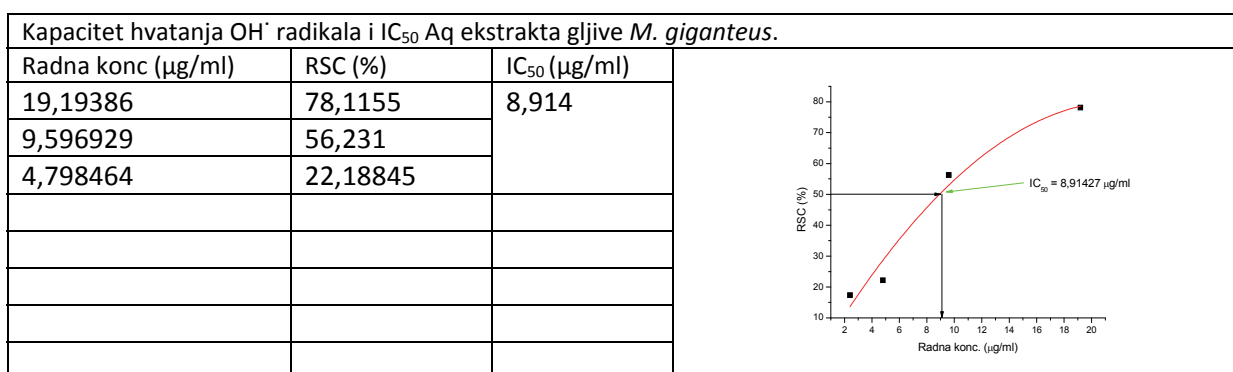 Kapacitet hvatanja OH˙ radikala i IC₅₀ Aq ekstrakta gljive M. giganteus.
Radna konc (μg/ml) RSC (%) IC₅₀ (μg/ml)
19,19386 78,1155 8,914
9,596929 56,231
4,798464 22,18845
80
70
60
50
40
30
20
10
RSC (%)
IC₅₀ = 8,91427 μg/ml
2 4 6 8 10 12 14 16 18 20
Radna konc. (μg/ml)